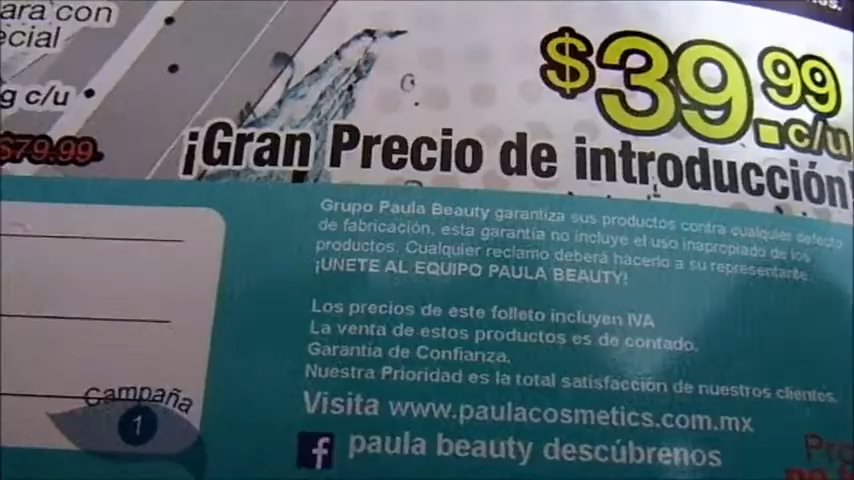 ara con
ecial
g c/u
$79.99
$39.99 c/u
¡Gran Precio de introducción!
Grupo Paula Beauty garantiza sus productos contra cualquier defecto
de fabricación, esta garantía no incluye el uso inapropiado de los
productos. Cualquier reclamo deberá hacerlo a su representante.
¡UNETE AL EQUIPO PAULA BEAUTY!
Los precios de este folleto incluyen IVA
La venta de estos productos es de contado.
Garantía de Confianza.
Nuestra Prioridad es la total satisfacción de nuestros clientes.
Visita www.paulacosmetics.com.mx
f paula beauty descúbrenos
Campaña
1